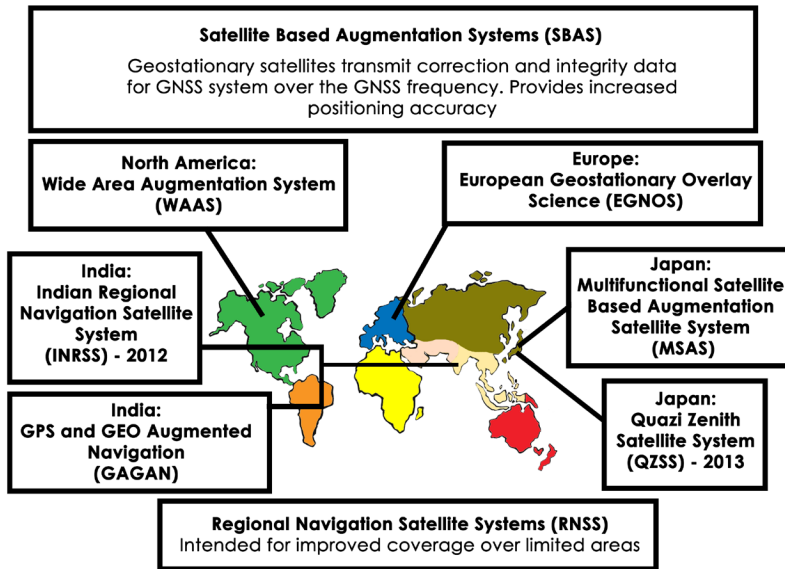 Satellite Based Augmentation Systems (SBAS)
Geostationary satellites transmit correction and integrity data
for GNSS system over the GNSS frequency. Provides increased
positioning accuracy
North America:
Wide Area Augmentation System
(WAAS)
Europe:
European Geostationary Overlay
Science (EGNOS)
India:
Indian Regional
Navigation Satellite
System
(INRSS) - 2012
Japan:
Multifunctional Satellite
Based Augmentation
Satellite System
(MSAS)
India:
GPS and GEO Augmented
Navigation
(GAGAN)
Japan:
Quazi Zenith
Satellite System
(QZSS) - 2013
Regional Navigation Satellite Systems (RNSS)
Intended for improved coverage over limited areas